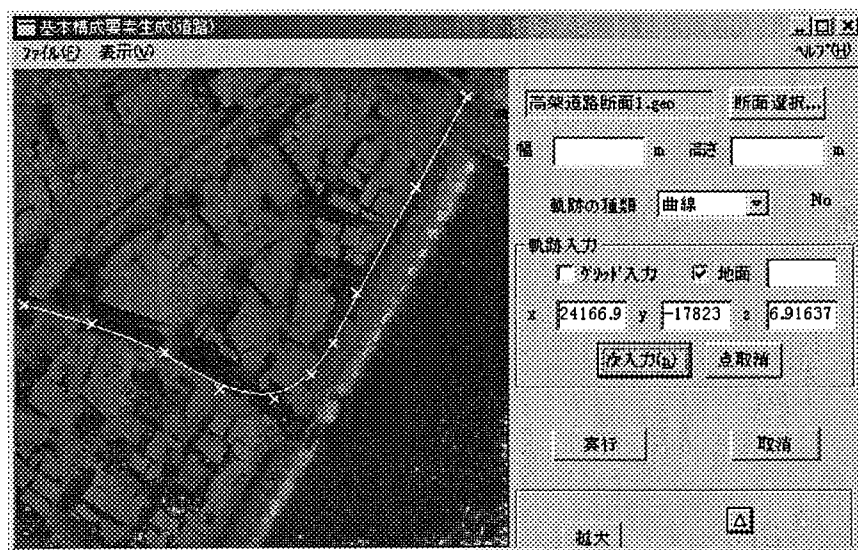 基本構成要素生成(道路)
ファイル(F) 表示(V) ヘルプ(H)
高架道路断面1.geo 断面選択...
幅 m 高さ m
軌跡の種類 曲線 No
軌跡入力
グリッド入力 地面
x 24166.9 y -17823 z 6.91637
次入力(n) 点取消
実行 取消
拡大 △